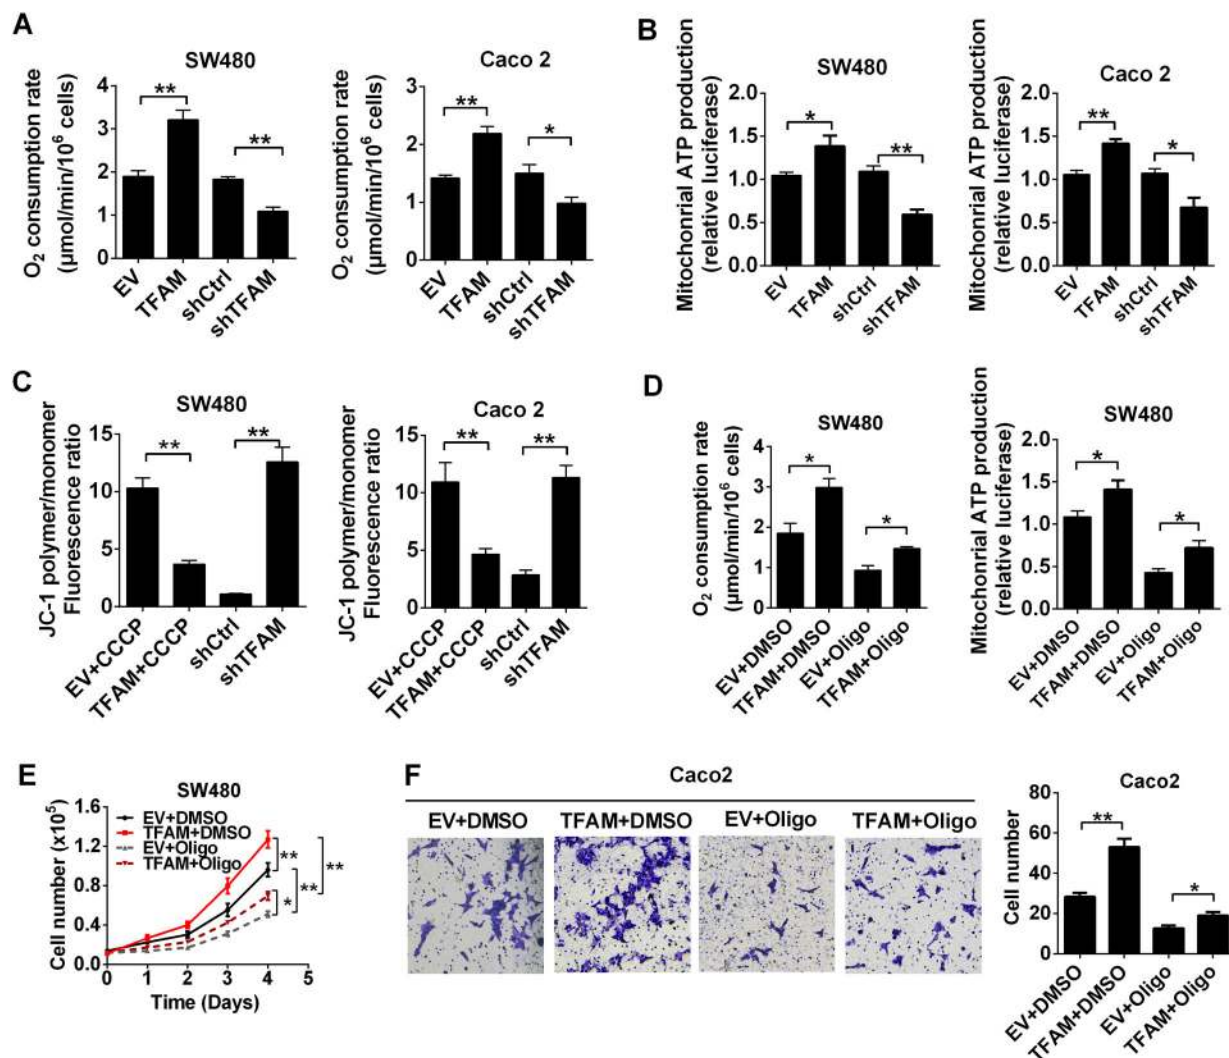 A
SW480
O2 consumption rate
(μmol/min/10^6 cells)
4
3
2
1
0
**
**
EV
TFAM
shCtrl
shTFAM
Caco 2
O2 consumption rate
(μmol/min/10^6 cells)
3
2
1
0
**
*
EV
TFAM
shCtrl
shTFAM
B
SW480
Mitochonrial ATP production
(relative luciferase)
2.0
1.5
1.0
0.5
0.0
*
**
EV
TFAM
shCtrl
shTFAM
Caco 2
Mitochonrial ATP production
(relative luciferase)
2.0
1.5
1.0
0.5
0.0
**
*
EV
TFAM
shCtrl
shTFAM
C
SW480
JC-1 polymer/monomer
Fluorescence ratio
15
10
5
0
**
**
EV+CCCP
TFAM+CCCP
shCtrl
shTFAM
Caco 2
JC-1 polymer/monomer
Fluorescence ratio
15
10
5
0
**
**
EV+CCCP
TFAM+CCCP
shCtrl
shTFAM
D
SW480
O2 consumption rate
(μmol/min/10^6 cells)
4
3
2
1
0
*
*
EV+DMSO
TFAM+DMSO
EV+Oligo
TFAM+Oligo
SW480
Mitochonrial ATP production
(relative luciferase)
2.0
1.5
1.0
0.5
0.0
*
*
EV+DMSO
TFAM+DMSO
EV+Oligo
TFAM+Oligo
E
SW480
Cell number (x10^5)
1.6
1.2
0.8
0.4
0.0
EV+DMSO
TFAM+DMSO
EV+Oligo
TFAM+Oligo
**
**
**
*
0 1 2 3 4 5
Time (Days)
F
Caco2
EV+DMSO TFAM+DMSO EV+Oligo TFAM+Oligo
Caco2
Cell number
80
60
40
20
0
**
*
EV+DMSO
TFAM+DMSO
EV+Oligo
TFAM+Oligo